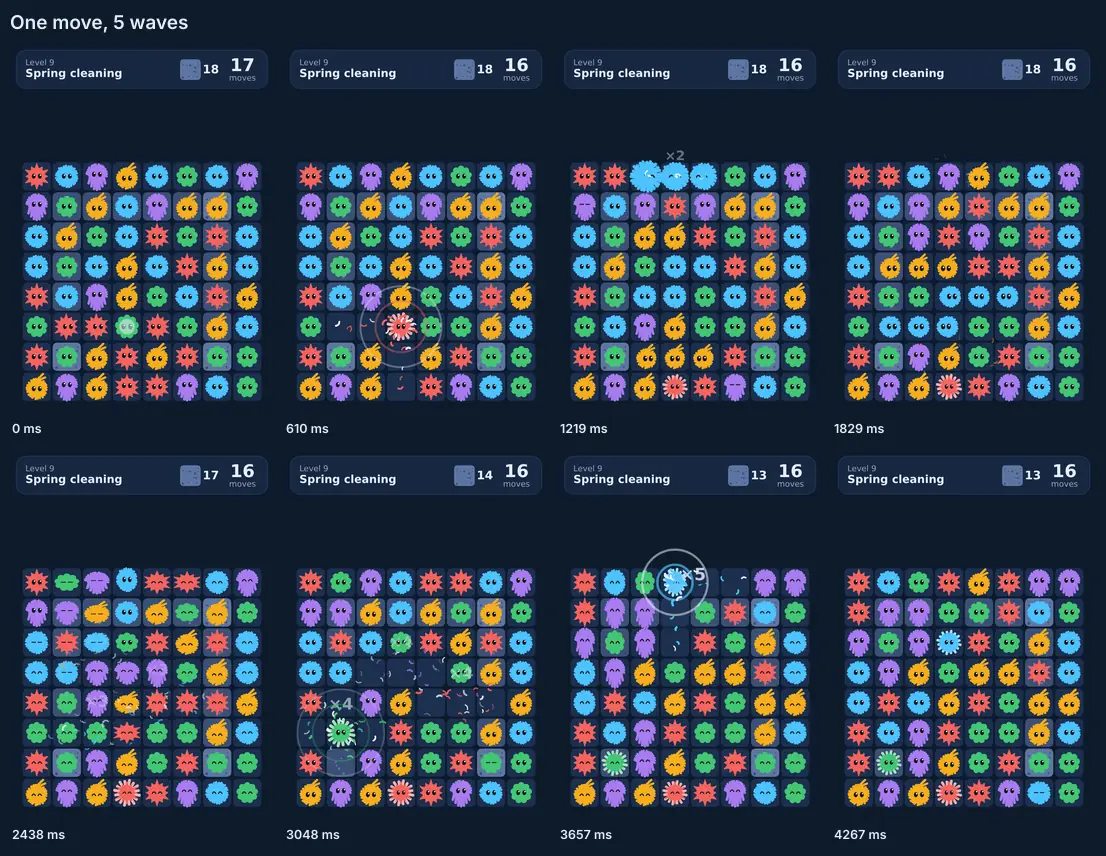 One move, 5 waves
Level 9
Spring cleaning
18
17
moves
Level 9
Spring cleaning
18
16
moves
Level 9
Spring cleaning
18
16
moves
Level 9
Spring cleaning
18
16
moves
×2
0 ms
610 ms
1219 ms
1829 ms
Level 9
Spring cleaning
17
16
moves
Level 9
Spring cleaning
14
16
moves
Level 9
Spring cleaning
13
16
moves
Level 9
Spring cleaning
13
16
moves
×5
×4
2438 ms
3048 ms
3657 ms
4267 ms